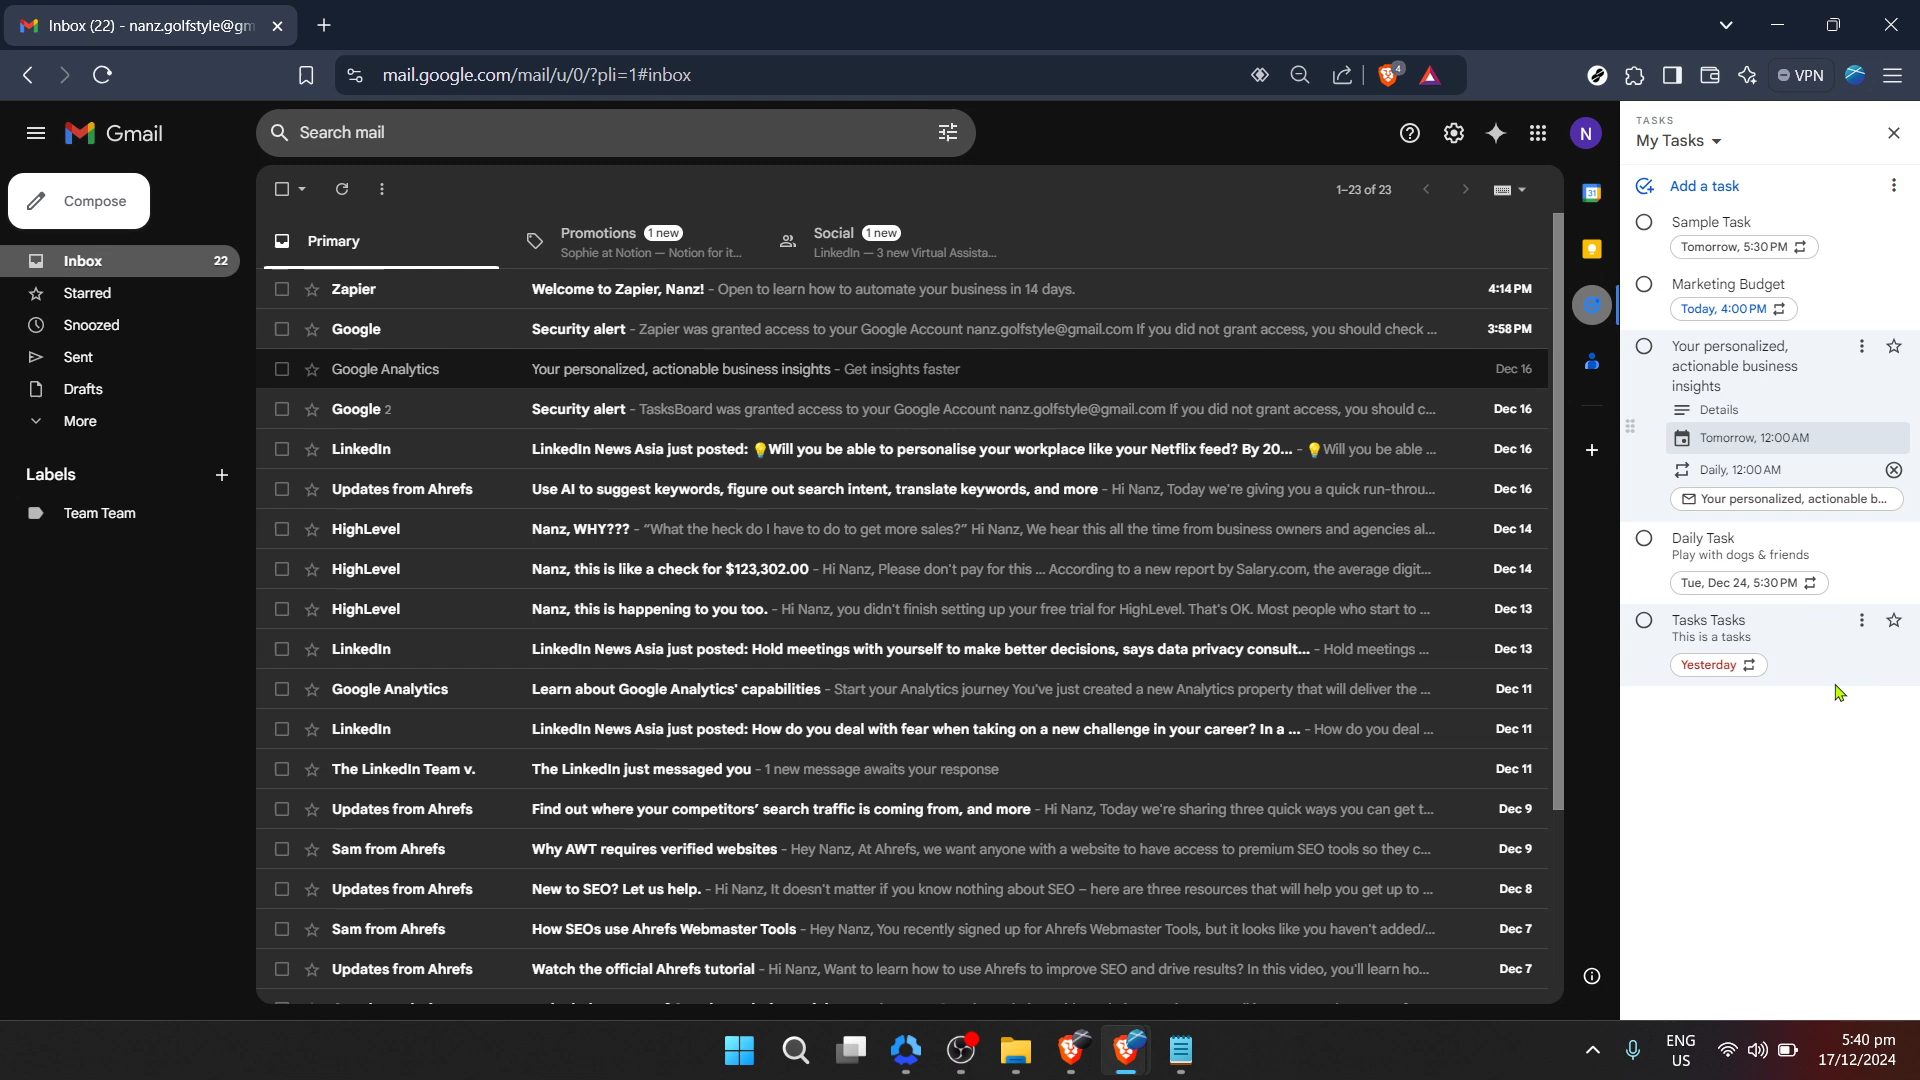 Inbox (22) - nanz.golfstyle@gm
mail.google.com/mail/u/0/?pli=1#inbox
4
VPN
Gmail
Search mail
N
TASKS
My Tasks
Compose
Inbox 22
Starred
Snoozed
Sent
Drafts
More
Labels
Team Team
1–23 of 23
Primary
Promotions 1 new
Sophie at Notion — Notion for it...
Social 1 new
LinkedIn — 3 new Virtual Assista...
Zapier Welcome to Zapier, Nanz! - Open to learn how to automate your business in 14 days. 4:14 PM
Google Security alert - Zapier was granted access to your Google Account nanz.golfstyle@gmail.com If you did not grant access, you should check ... 3:58 PM
Google Analytics Your personalized, actionable business insights - Get insights faster Dec 16
Google 2 Security alert - TasksBoard was granted access to your Google Account nanz.golfstyle@gmail.com If you did not grant access, you should c... Dec 16
LinkedIn LinkedIn News Asia just posted: 💡Will you be able to personalise your workplace like your Netflix feed? By 20... - 💡Will you be able ... Dec 16
Updates from Ahrefs Use AI to suggest keywords, figure out search intent, translate keywords, and more - Hi Nanz, Today we're giving you a quick run-throu... Dec 16
HighLevel Nanz, WHY??? - "What the heck do I have to do to get more sales?" Hi Nanz, We hear this all the time from business owners and agencies al... Dec 14
HighLevel Nanz, this is like a check for $123,302.00 - Hi Nanz, Please don't pay for this ... According to a new report by Salary.com, the average digit... Dec 14
HighLevel Nanz, this is happening to you too. - Hi Nanz, you didn't finish setting up your free trial for HighLevel. That's OK. Most people who start to ... Dec 13
LinkedIn LinkedIn News Asia just posted: Hold meetings with yourself to make better decisions, says data privacy consult... - Hold meetings ... Dec 13
Google Analytics Learn about Google Analytics' capabilities - Start your Analytics journey You've just created a new Analytics property that will deliver the ... Dec 11
LinkedIn LinkedIn News Asia just posted: How do you deal with fear when taking on a new challenge in your career? In a ... - How do you deal ... Dec 11
The LinkedIn Team v. The LinkedIn just messaged you - 1 new message awaits your response Dec 11
Updates from Ahrefs Find out where your competitors' search traffic is coming from, and more - Hi Nanz, Today we're sharing three quick ways you can get t... Dec 9
Sam from Ahrefs Why AWT requires verified websites - Hey Nanz, At Ahrefs, we want anyone with a website to have access to premium SEO tools so they c... Dec 9
Updates from Ahrefs New to SEO? Let us help. - Hi Nanz, It doesn't matter if you know nothing about SEO – here are three resources that will help you get up to ... Dec 8
Sam from Ahrefs How SEOs use Ahrefs Webmaster Tools - Hey Nanz, You recently signed up for Ahrefs Webmaster Tools, but it looks like you haven't added/... Dec 7
Updates from Ahrefs Watch the official Ahrefs tutorial - Hi Nanz, Want to learn how to use Ahrefs to improve SEO and drive results? In this video, you'll learn ho... Dec 7
31
Add a task
Sample Task
Tomorrow, 5:30 PM
Marketing Budget
Today, 4:00 PM
Your personalized,
actionable business
insights
Details
Tomorrow, 12:00 AM
Daily, 12:00 AM
Your personalized, actionable b...
Daily Task
Play with dogs & friends
Tue, Dec 24, 5:30 PM
Tasks Tasks
This is a tasks
Yesterday
ENG
US
5:40 pm
17/12/2024